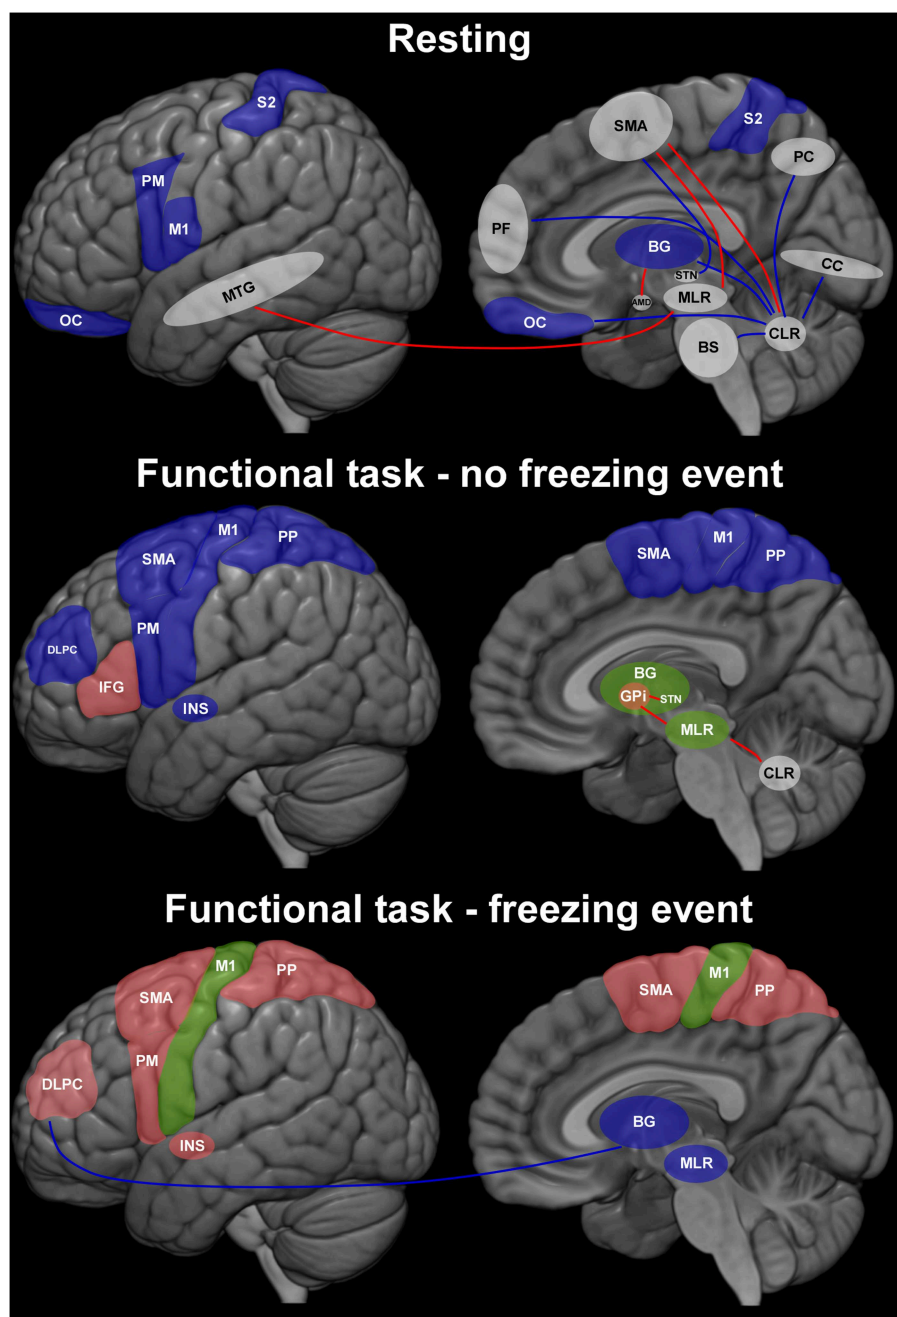 Resting
S2
PM
M1
MTG
OC
SMA
S2
PC
PF
BG
CC
STN
AMD
MLR
OC
CLR
BS
Functional task - no freezing event
M1
PP
SMA
PM
DLPC
IFG
INS
M1
SMA
PP
BG
GPi
STN
MLR
CLR
Functional task - freezing event
M1
PP
SMA
PM
DLPC
INS
M1
SMA
PP
BG
MLR